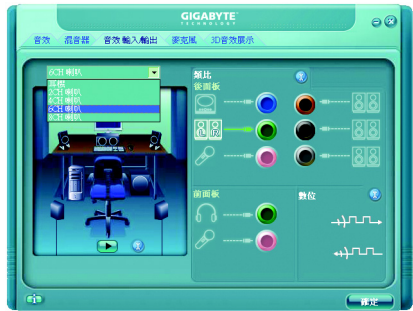 GIGABYTE
TECHNOLOGY
音效 混音器 音效輸入/輸出 麥克風 3D音效展示
6CH 喇叭
耳機
2CH 喇叭
4CH 喇叭
6CH 喇叭
8CH 喇叭
類比
後面板
前面板
數位
確定